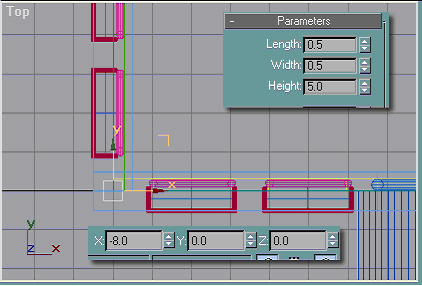 Top
- Parameters
Length: 0.5
Width: 0.5
Height: 5.0
y
x
y
z x
X: -8.0 Y: 0.0 Z: 0.0